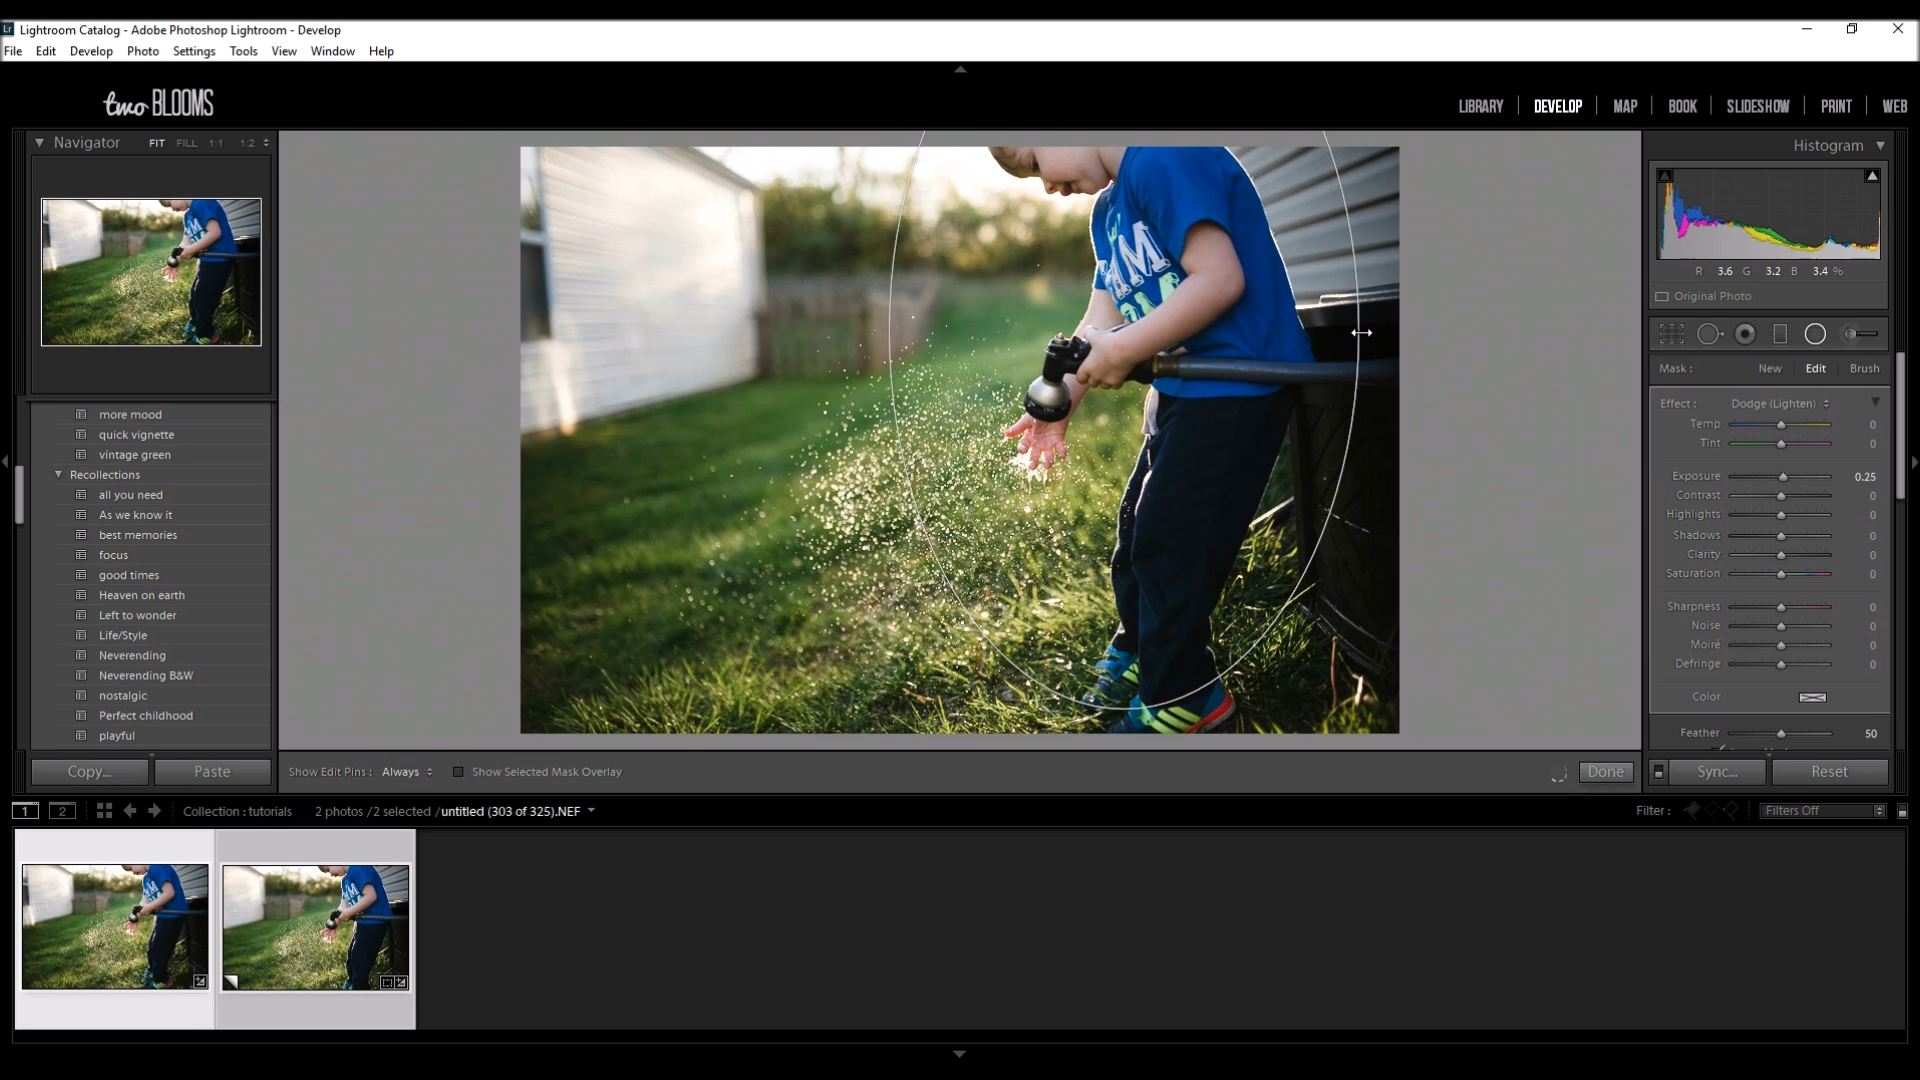 Lr Lightroom Catalog - Adobe Photoshop Lightroom - Develop
File Edit Develop Photo Settings Tools View Window Help
two BLOOMS
LIBRARY DEVELOP MAP BOOK SLIDESHOW PRINT WEB
Navigator FIT FILL 1:1 1:2
more mood
quick vignette
vintage green
Recollections
all you need
As we know it
best memories
focus
good times
Heaven on earth
Left to wonder
Life/Style
Neverending
Neverending B&W
nostalgic
Perfect childhood
playful
Copy... Paste
Histogram
R 3.6 G 3.2 B 3.4 %
Original Photo
Mask : New Edit Brush
Effect : Dodge (Lighten)
Temp 0
Tint 0
Exposure 0.25
Contrast 0
Highlights 0
Shadows 0
Clarity 0
Saturation 0
Sharpness 0
Noise 0
Moiré 0
Defringe 0
Color
Feather 50
Show Edit Pins : Always Show Selected Mask Overlay Done
Sync... Reset
1 2 Collection : tutorials 2 photos /2 selected /untitled (303 of 325).NEF
Filter : Filters Off